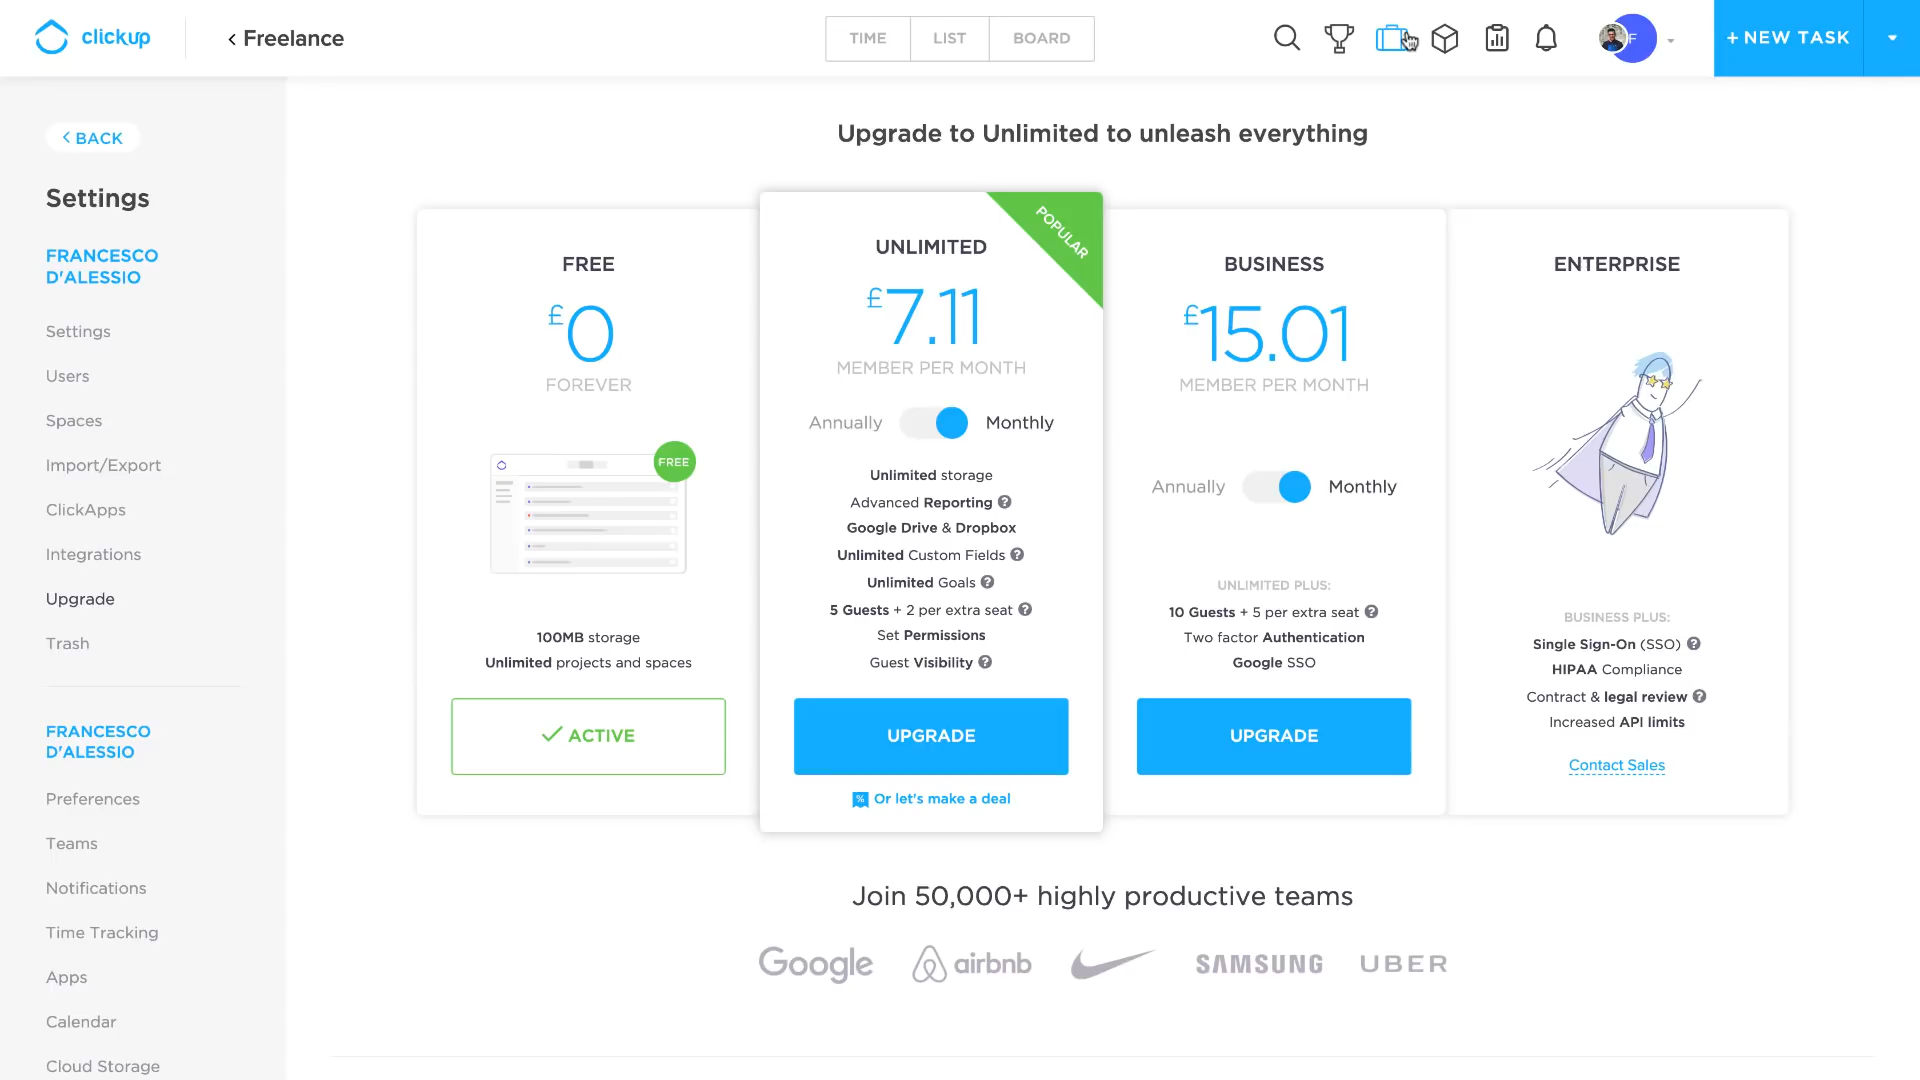 clickup
Freelance
TIME
LIST
BOARD
F
+ NEW TASK
BACK
Settings
FRANCESCO
D'ALESSIO
Settings
Users
Spaces
Import/Export
ClickApps
Integrations
Upgrade
Trash
FRANCESCO
D'ALESSIO
Preferences
Teams
Notifications
Time Tracking
Apps
Calendar
Cloud Storage
Upgrade to Unlimited to unleash everything
FREE
£0
FOREVER
FREE
100MB storage
Unlimited projects and spaces
ACTIVE
POPULAR
UNLIMITED
£7.11
MEMBER PER MONTH
Annually Monthly
Unlimited storage
Advanced Reporting ?
Google Drive & Dropbox
Unlimited Custom Fields ?
Unlimited Goals ?
5 Guests + 2 per extra seat ?
Set Permissions
Guest Visibility ?
UPGRADE
% Or let's make a deal
BUSINESS
£15.01
MEMBER PER MONTH
Annually Monthly
UNLIMITED PLUS:
10 Guests + 5 per extra seat ?
Two factor Authentication
Google SSO
UPGRADE
ENTERPRISE
BUSINESS PLUS:
Single Sign-On (SSO) ?
HIPAA Compliance
Contract & legal review ?
Increased API limits
Contact Sales
Join 50,000+ highly productive teams
Google airbnb SAMSUNG UBER